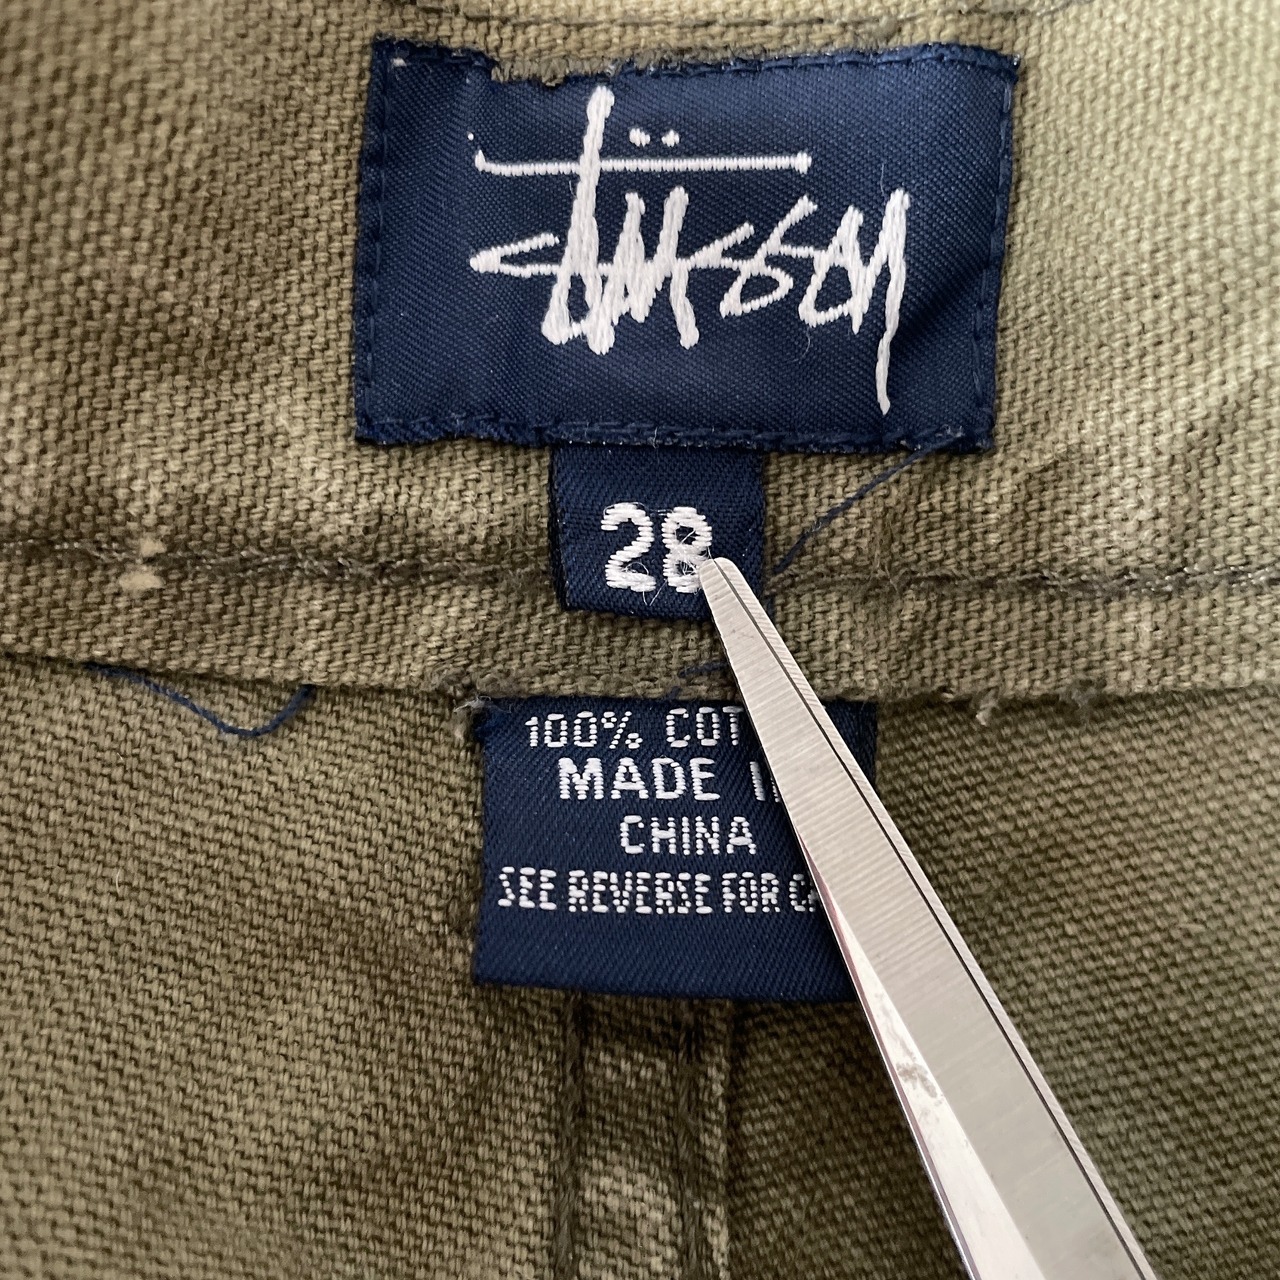 stüssy
28
100% COT
MADE I
CHINA
SEE REVERSE FOR C